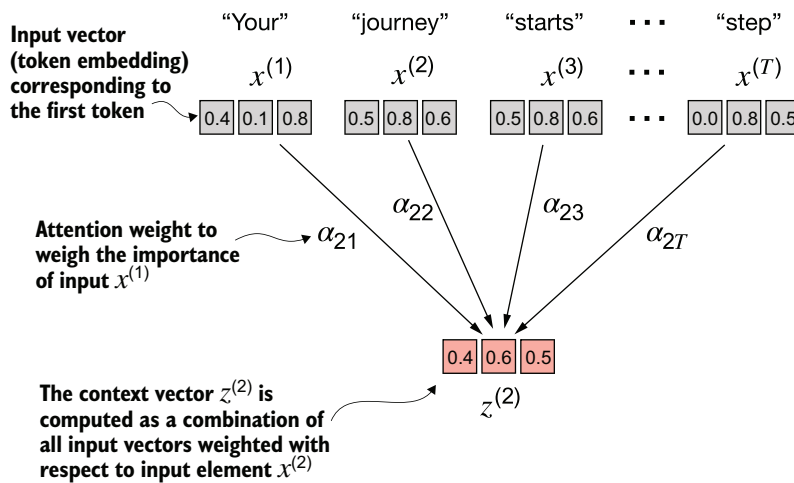 “Your” “journey” “starts” ... “step”
Input vector
(token embedding)
corresponding to
the first token
x^(1) x^(2) x^(3) ... x^(T)
0.4 0.1 0.8 0.5 0.8 0.6 0.5 0.8 0.6 ... 0.0 0.8 0.5
α₂₁ α₂₂ α₂₃ α₂T
Attention weight to
weigh the importance
of input x^(1)
0.4 0.6 0.5
z^(2)
The context vector z^(2) is
computed as a combination of
all input vectors weighted with
respect to input element x^(2)